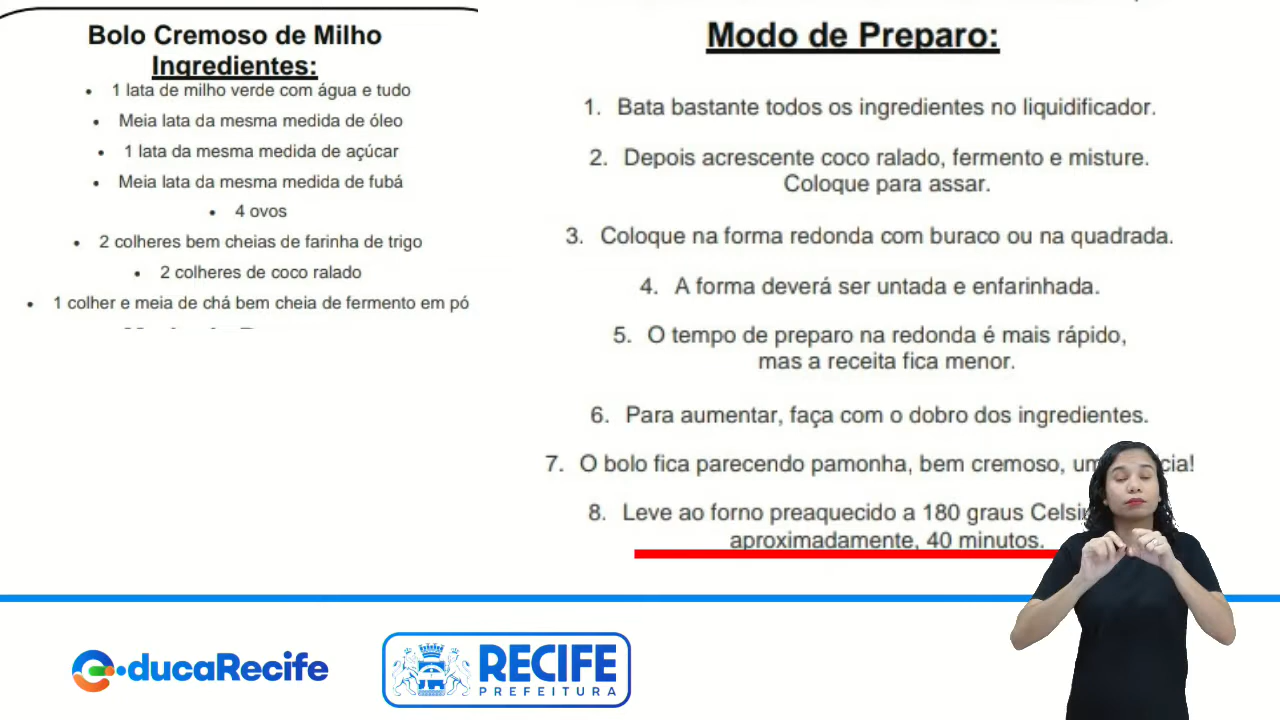 Bolo Cremoso de Milho
Ingredientes:
• 1 lata de milho verde com água e tudo
• Meia lata da mesma medida de óleo
• 1 lata da mesma medida de açúcar
• Meia lata da mesma medida de fubá
• 4 ovos
• 2 colheres bem cheias de farinha de trigo
• 2 colheres de coco ralado
• 1 colher e meia de chá bem cheia de fermento em pó
Modo de Preparo:
1. Bata bastante todos os ingredientes no liquidificador.
2. Depois acrescente coco ralado, fermento e misture.
Coloque para assar.
3. Coloque na forma redonda com buraco ou na quadrada.
4. A forma deverá ser untada e enfarinhada.
5. O tempo de preparo na redonda é mais rápido,
mas a receita fica menor.
6. Para aumentar, faça com o dobro dos ingredientes.
7. O bolo fica parecendo pamonha, bem cremoso,
8. Leve ao forno preaquecido a 180 graus
aproximadamente, 40 minutos.
educaRecife
RECIFE
PREFEITURA